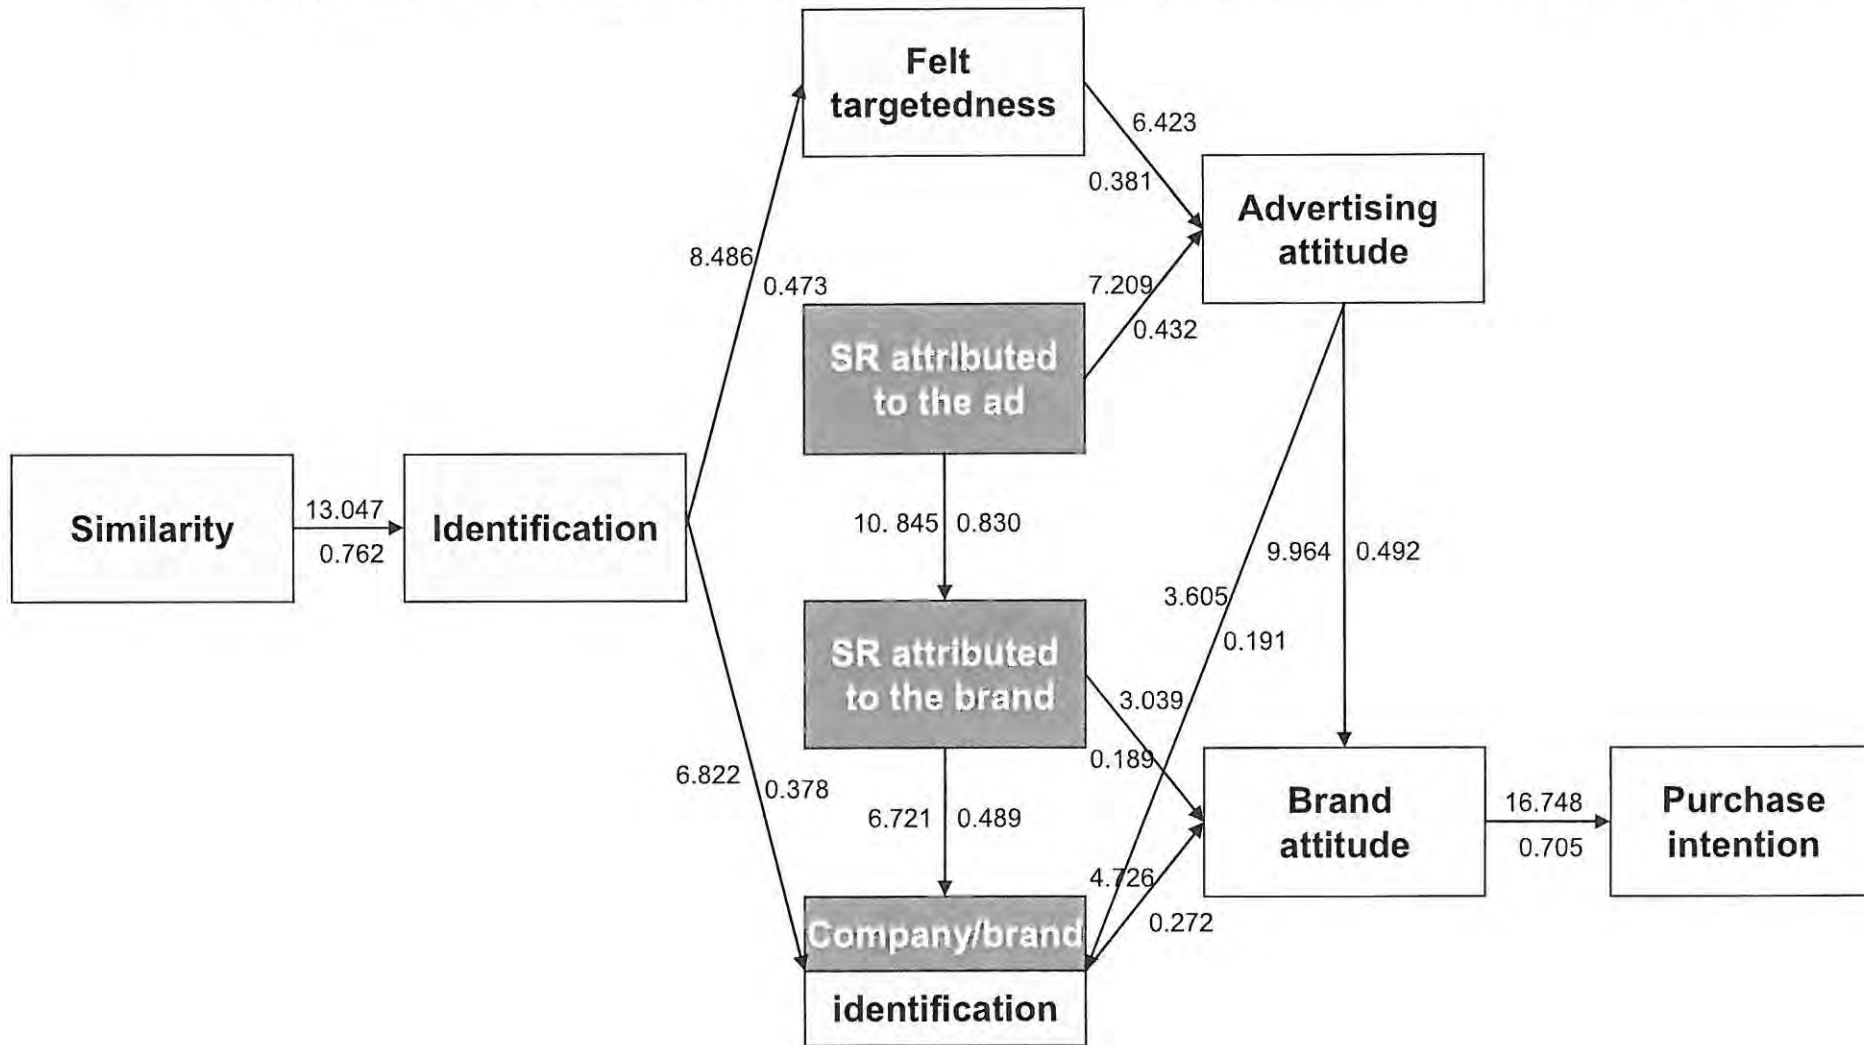 Felt
targetedness
6.423
0.381
Advertising
attitude
8.486
0.473
7.209
0.432
SR attributed
to the ad
Similarity
13.047
0.762
Identification
10. 845 0.830
9.964 0.492
3.605
0.191
SR attributed
to the brand
3.039
0.189
6.822 0.378
6.721 0.489
Brand
attitude
16.748
0.705
Purchase
intention
4.726
0.272
Company/brand
identification